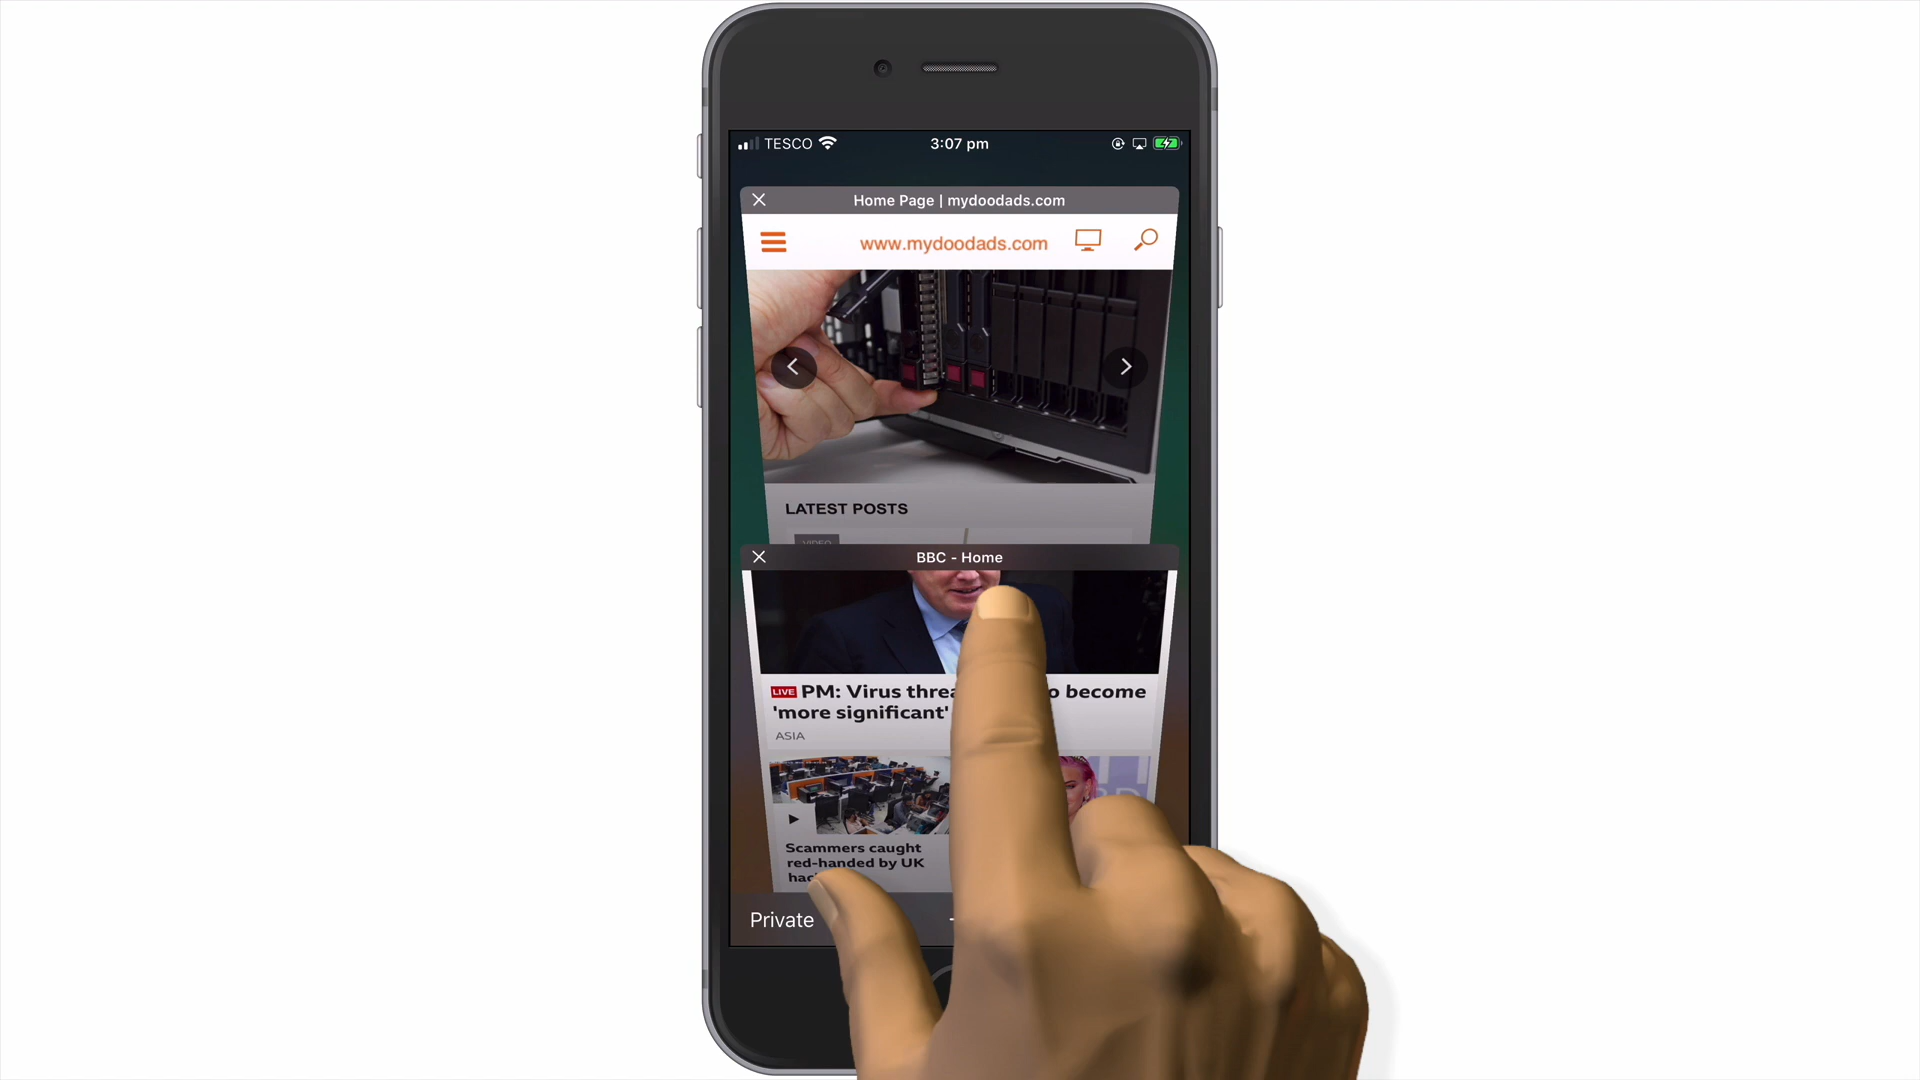 TESCO
3:07 pm
Home Page | mydoodads.com
www.mydoodads.com
LATEST POSTS
VIDEO
BBC - Home
LIVE PM: Virus o become
'more significant'
ASIA
Scammers caught
red-handed by UK
Private